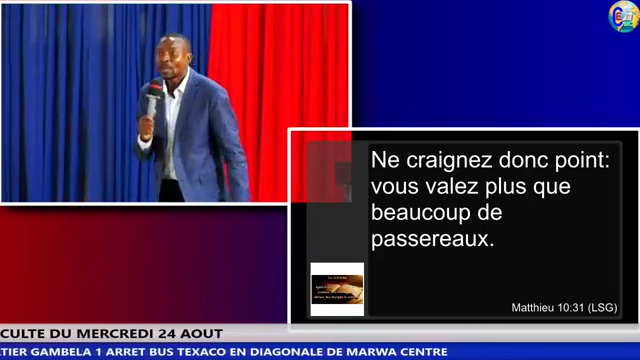 Ne craignez donc point:
vous valez plus que
beaucoup de
passereaux.
Matthieu 10:31 (LSG)
CULTE DU MERCREDI 24 AOUT
TIER GAMBELA 1 ARRET BUS TEXACO EN DIAGONALE DE MARWA CENTRE